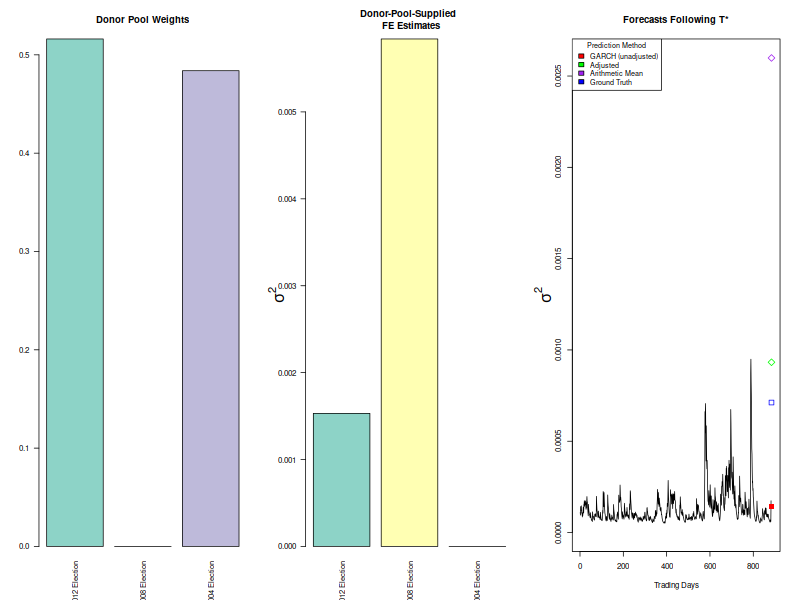 Donor Pool Weights
0.5
0.4
0.3
0.2
0.1
0.0
012 Election
008 Election
004 Election
Donor-Pool-Supplied
FE Estimates
σ2
0.005
0.004
0.003
0.002
0.001
0.000
012 Election
008 Election
004 Election
Forecasts Following T*
Prediction Method
GARCH (unadjusted)
Adjusted
Arithmetic Mean
Ground Truth
σ2
0.0025
0.0020
0.0015
0.0010
0.0005
0.0000
0 200 400 600 800
Trading Days